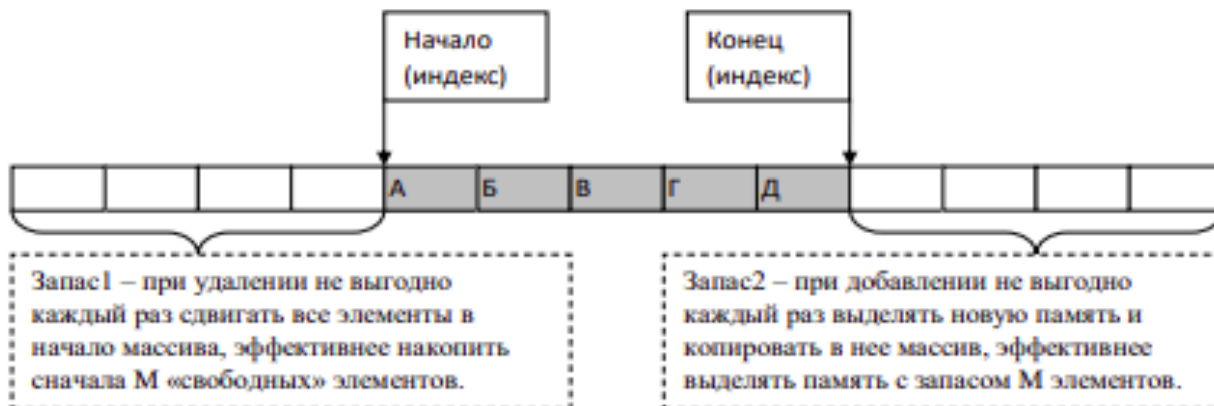 Начало
(индекс)
Конец
(индекс)
А Б В Г Д
Запас1 – при удалении не выгодно
каждый раз сдвигать все элементы в
начало массива, эффективнее накопить
сначала М «свободных» элементов.
Запас2 – при добавлении не выгодно
каждый раз выделять новую память и
копировать в нее массив, эффективнее
выделять память с запасом М элементов.